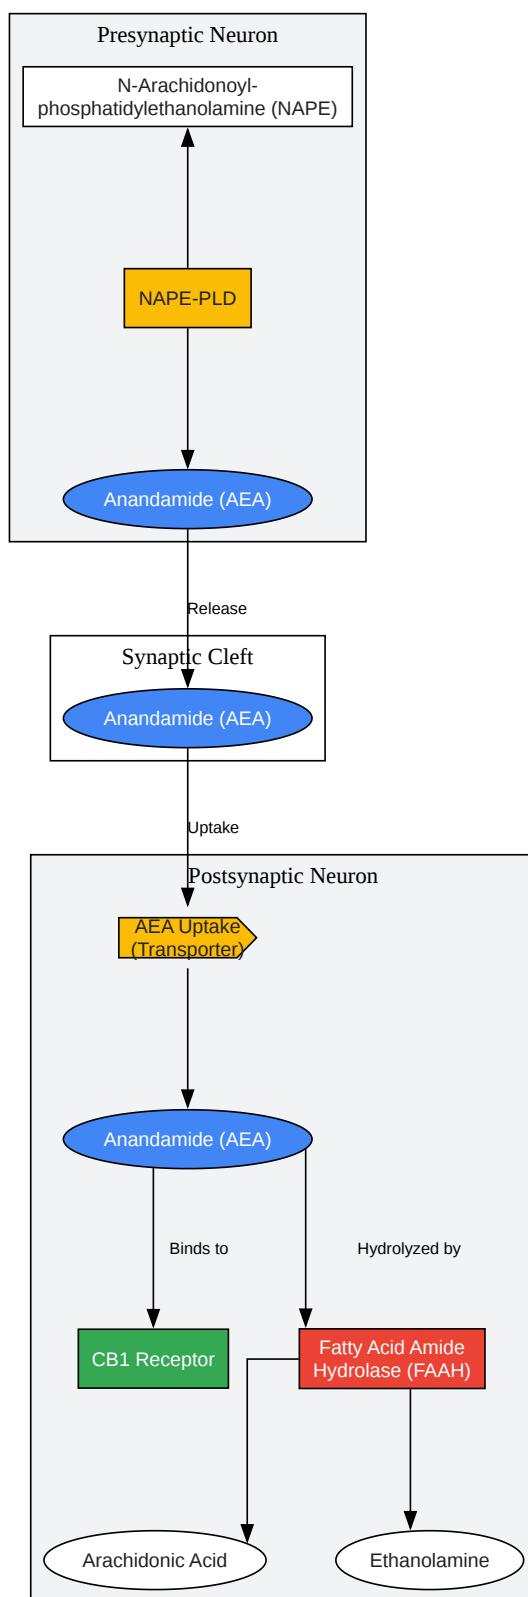 Presynaptic Neuron
N-Arachidonoyl-
phosphatidylethanolamine (NAPE)
NAPE-PLD
Anandamide (AEA)
Release
Synaptic Cleft
Anandamide (AEA)
Uptake
Postsynaptic Neuron
AEA Uptake
(Transporter)
Anandamide (AEA)
Binds to
Hydrolyzed by
CB1 Receptor
Fatty Acid Amide
Hydrolase (FAAH)
Arachidonic Acid
Ethanolamine